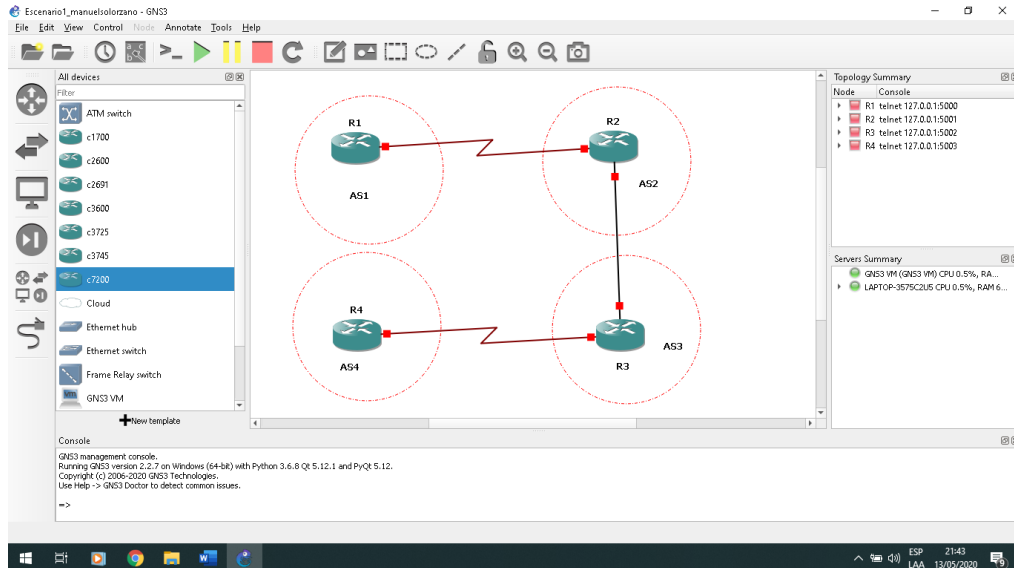 Escenario1_manuelsolorzano - GNS3
File Edit View Control Node Annotate Tools Help
All devices
Filter
ATM switch
c1700
c2600
c2691
c3600
c3725
c3745
c7200
Cloud
Ethernet hub
Ethernet switch
Frame Relay switch
GNS3 VM
New template
R1
AS1
R2
AS2
R4
AS4
AS3
R3
Topology Summary
Node Console
R1 telnet 127.0.0.1:5000
R2 telnet 127.0.0.1:5001
R3 telnet 127.0.0.1:5002
R4 telnet 127.0.0.1:5003
Servers Summary
GNS3 VM (GNS3 VM) CPU 0.5%, RA...
LAPTOP-3575C2U5 CPU 0.5%, RAM 6...
Console
GNS3 management console.
Running GNS3 version 2.2.7 on Windows (64-bit) with Python 3.6.8 Qt 5.12.1 and PyQt 5.12.
Copyright (c) 2006-2020 GNS3 Technologies.
Use Help -> GNS3 Doctor to detect common issues.
=>
ESP 21:43
LAA 13/05/2020